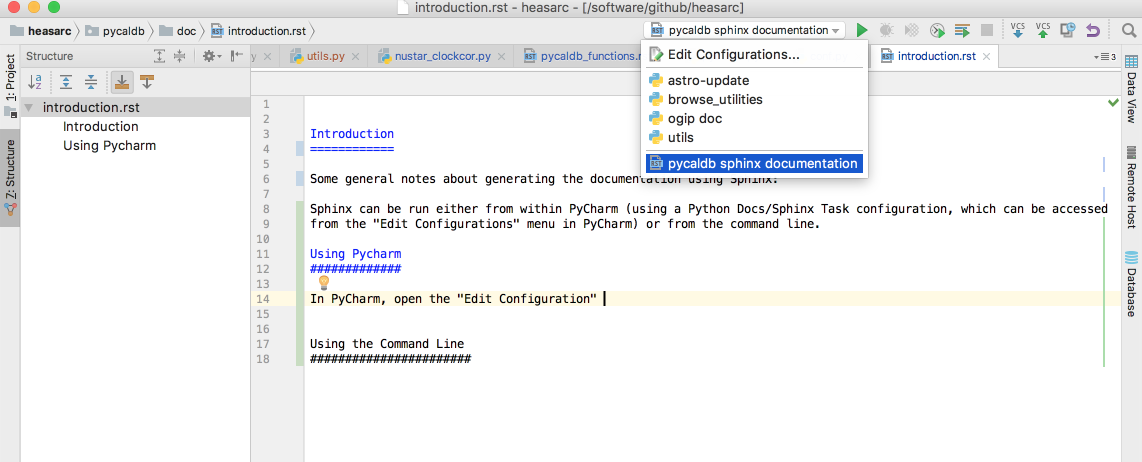 introduction.rst - heasarc - [/software/github/heasarc]
heasarc pycaldb doc introduction.rst pycaldb sphinx documentation VCS VCS
Structure
utils.py nustar_clockcor.py pycaldb_functions. introduction.rst 3
Edit Configurations...
astro-update
browse_utilities
ogip doc
utils
pycaldb sphinx documentation
1: Project
7: Structure
introduction.rst
Introduction
Using Pycharm
1
2
3 Introduction
4 ============
5
6 Some general notes about generating the documentation using Sphinx:
7
8 Sphinx can be run either from within PyCharm (using a Python Docs/Sphinx Task configuration, which can be accessed
9 from the "Edit Configurations" menu in PyCharm) or from the command line.
10
11 Using Pycharm
12 #############
13
14 In PyCharm, open the "Edit Configuration"
15
16
17 Using the Command Line
18 ######################
Data View
Remote Host
Database